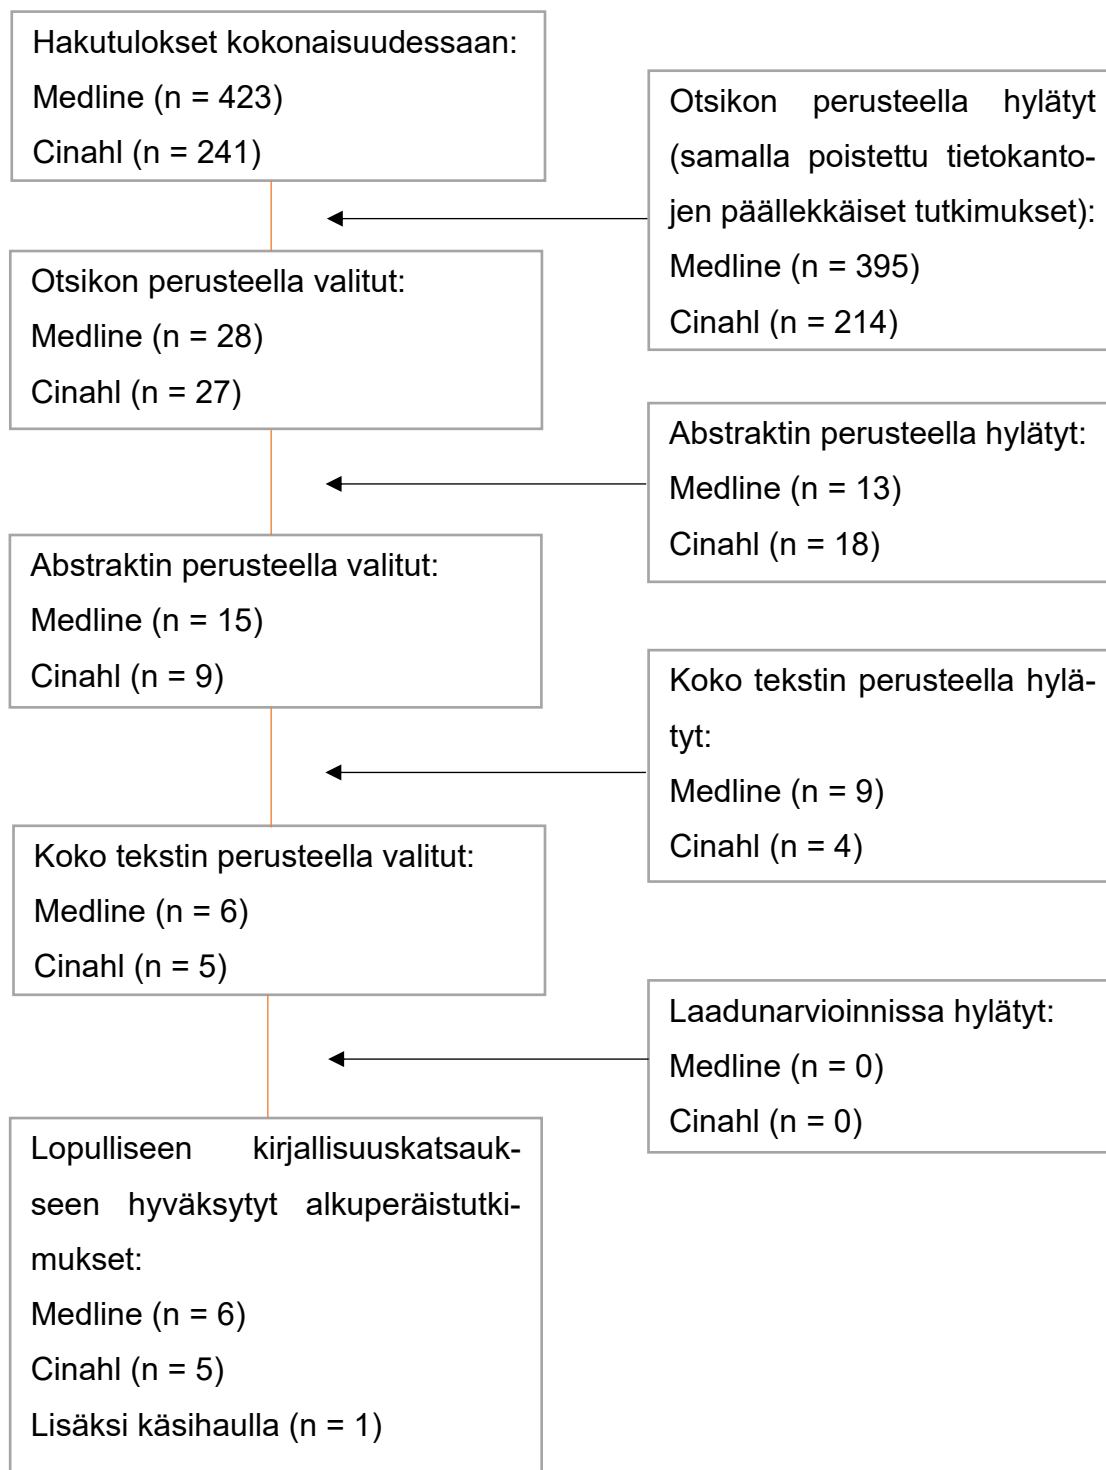 Hakutulokset kokonaisuudessaan:
Medline (n = 423)
Cinahl (n = 241)
Otsikon perusteella hylätyt
(samalla poistettu tietokanto-
jen päällekkäiset tutkimukset):
Medline (n = 395)
Cinahl (n = 214)
Otsikon perusteella valitut:
Medline (n = 28)
Cinahl (n = 27)
Abstraktin perusteella hylätyt:
Medline (n = 13)
Cinahl (n = 18)
Abstraktin perusteella valitut:
Medline (n = 15)
Cinahl (n = 9)
Koko tekstin perusteella hylä-
tyt:
Medline (n = 9)
Cinahl (n = 4)
Koko tekstin perusteella valitut:
Medline (n = 6)
Cinahl (n = 5)
Laadunarvioinnissa hylätyt:
Medline (n = 0)
Cinahl (n = 0)
Lopulliseen kirjallisuuskatsauk-
seen hyväksytyt alkuperäistutki-
mukset:
Medline (n = 6)
Cinahl (n = 5)
Lisäksi käsihaulla (n = 1)